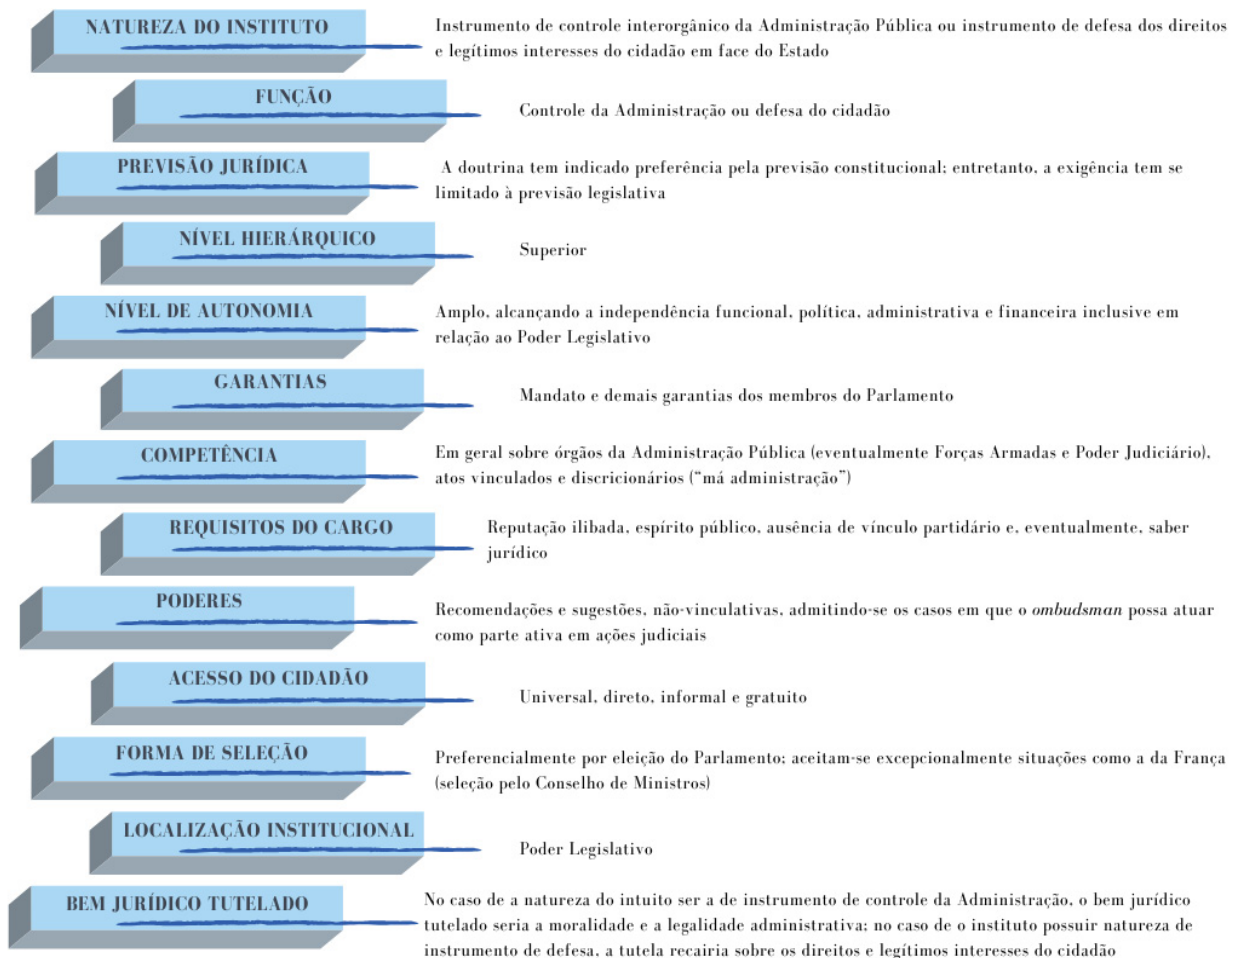 NATUREZA DO INSTITUTO
Instrumento de controle interorgânico da Administração Pública ou instrumento de defesa dos direitos
e legítimos interesses do cidadão em face do Estado
FUNÇÃO
Controle da Administração ou defesa do cidadão
PREVISÃO JURÍDICA
A doutrina tem indicado preferência pela previsão constitucional; entretanto, a exigência tem se
limitado à previsão legislativa
NÍVEL HIERÁRQUICO
Superior
NÍVEL DE AUTONOMIA
Amplo, alcançando a independência funcional, política, administrativa e financeira inclusive em
relação ao Poder Legislativo
GARANTIAS
Mandato e demais garantias dos membros do Parlamento
COMPETÊNCIA
Em geral sobre órgãos da Administração Pública (eventualmente Forças Armadas e Poder Judiciário),
atos vinculados e discricionários (“má administração”)
REQUISITOS DO CARGO
Reputação ilibada, espírito público, ausência de vínculo partidário e, eventualmente, saber
jurídico
PODERES
Recomendações e sugestões, não-vinculativas, admitindo-se os casos em que o ombudsman possa atuar
como parte ativa em ações judiciais
ACESSO DO CIDADÃO
Universal, direto, informal e gratuito
FORMA DE SELEÇÃO
Preferencialmente por eleição do Parlamento; aceitam-se excepcionalmente situações como a da França
(seleção pelo Conselho de Ministros)
LOCALIZAÇÃO INSTITUCIONAL
Poder Legislativo
BEM JURÍDICO TUTELADO
No caso de a natureza do intuito ser a de instrumento de controle da Administração, o bem jurídico
tutelado seria a moralidade e a legalidade administrativa; no caso de o instituto possuir natureza de
instrumento de defesa, a tutela recairia sobre os direitos e legítimos interesses do cidadão